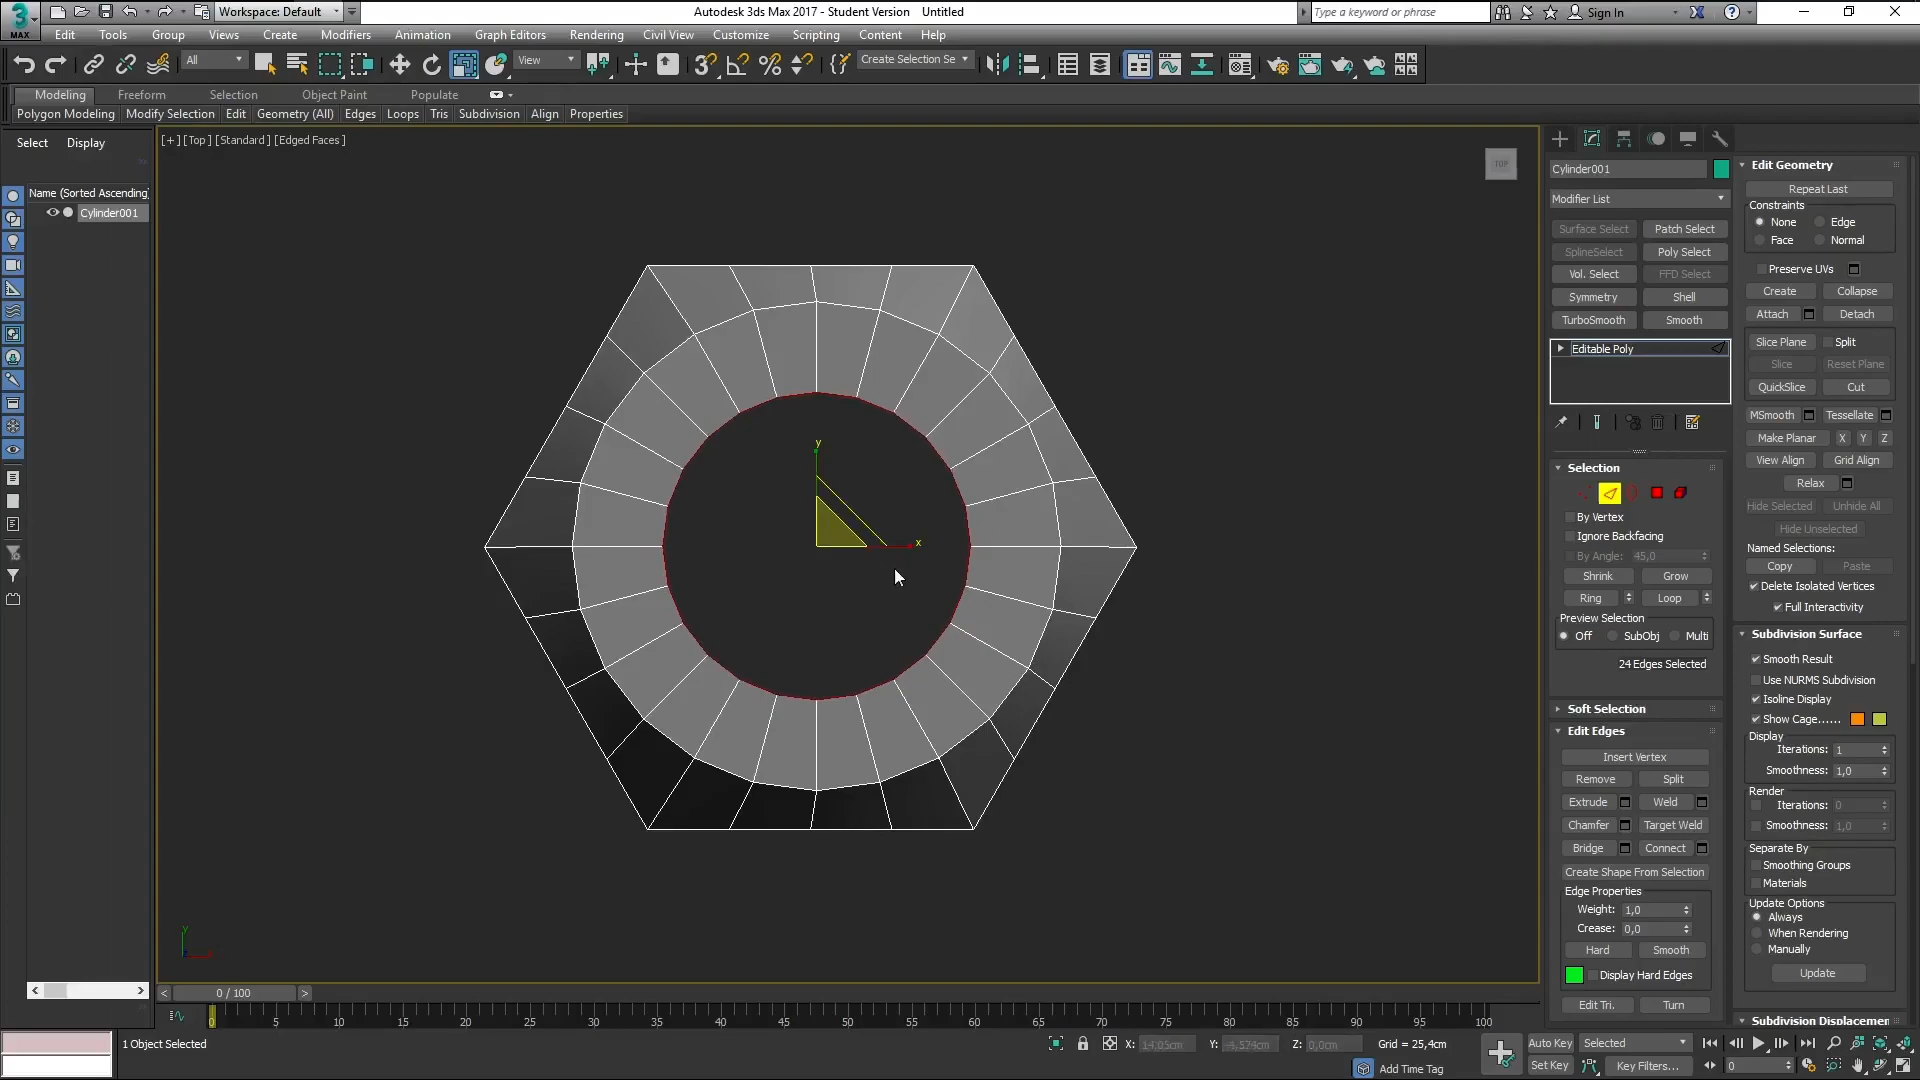 Workspace: Default
Autodesk 3ds Max 2017 - Student Version    Untitled
Type a keyword or phrase
Sign In
MAX
Edit Tools Group Views Create Modifiers Animation Graph Editors Rendering Civil View Customize Scripting Content Help
All
View
Create Selection Se
Modeling Freeform Selection Object Paint Populate
Polygon Modeling Modify Selection Edit Geometry (All) Edges Loops Tris Subdivision Align Properties
Select Display
Name (Sorted Ascending)
Cylinder001
[+] [Top] [Standard] [Edged Faces]
TOP
y
x
y
Cylinder001
Modifier List
Surface Select Patch Select
SplineSelect Poly Select
Vol. Select FFD Select
Symmetry Shell
TurboSmooth Smooth
Editable Poly
Selection
By Vertex
Ignore Backfacing
By Angle: 45,0
Shrink Grow
Ring Loop
Preview Selection
Off SubObj Multi
24 Edges Selected
Soft Selection
Edit Edges
Insert Vertex
Remove Split
Extrude Weld
Chamfer Target Weld
Bridge Connect
Create Shape From Selection
Edge Properties
Weight: 1,0
Crease: 0,0
Hard Smooth
Display Hard Edges
Edit Tri. Turn
Edit Geometry
Repeat Last
Constraints
None Edge
Face Normal
Preserve UVs
Create Collapse
Attach Detach
Slice Plane Split
Slice Reset Plane
QuickSlice Cut
MSmooth Tessellate
Make Planar X Y Z
View Align Grid Align
Relax
Hide Selected Unhide All
Hide Unselected
Named Selections:
Copy Paste
Delete Isolated Vertices
Full Interactivity
Subdivision Surface
Smooth Result
Use NURMS Subdivision
Isoline Display
Show Cage......
Display
Iterations: 1
Smoothness: 1,0
Render
Iterations: 0
Smoothness: 1,0
Separate By
Smoothing Groups
Materials
Update Options
Always
When Rendering
Manually
Update
Subdivision Displacemen
0 / 100
0 5 10 15 20 25 30 35 40 45 50 55 60 65 70 75 80 85 90 95 100
1 Object Selected
X: Y: Z: 0,0cm
Grid = 25,4cm
Add Time Tag
Auto Key Selected
Set Key Key Filters...
0